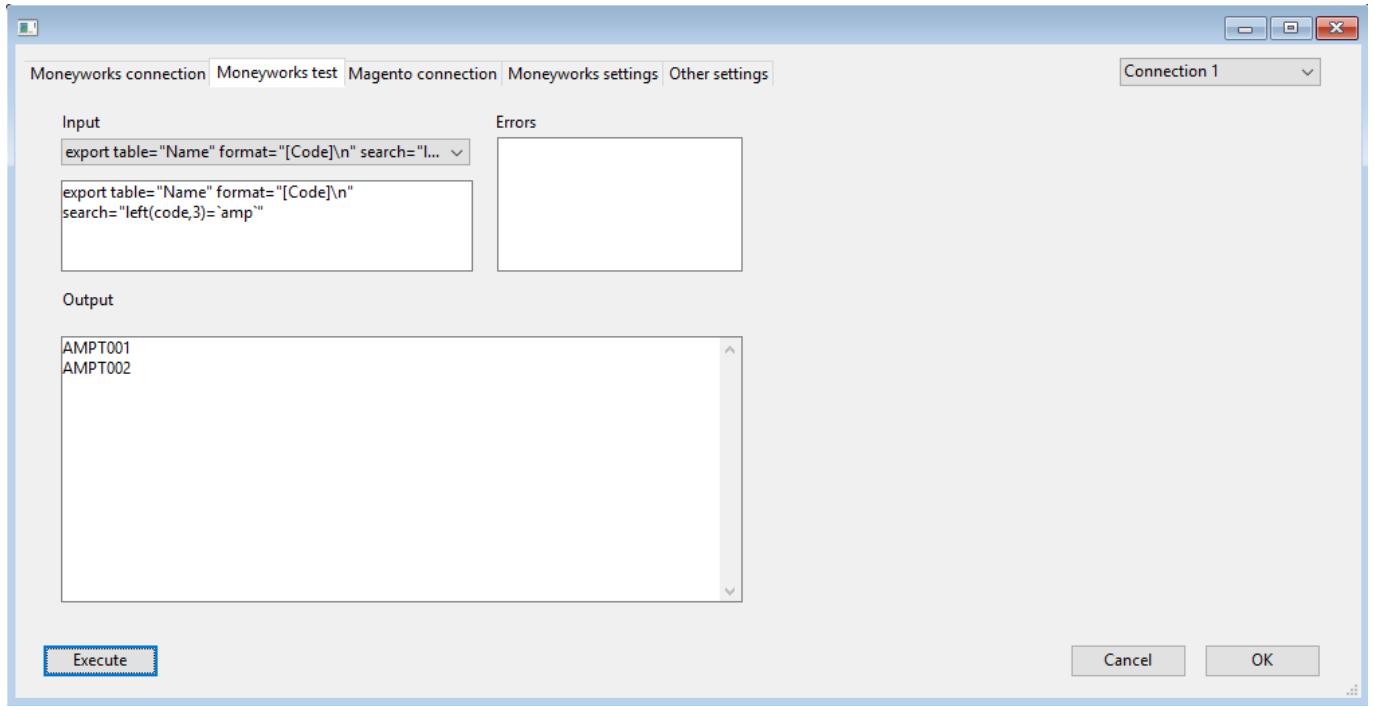 Moneyworks connection Moneyworks test Magento connection Moneyworks settings Other settings Connection 1
Input Errors
export table="Name" format="[Code]\n" search="l...
export table="Name" format="[Code]\n"
search="left(code,3)=`amp`"
Output
AMPT001
AMPT002
Execute Cancel OK